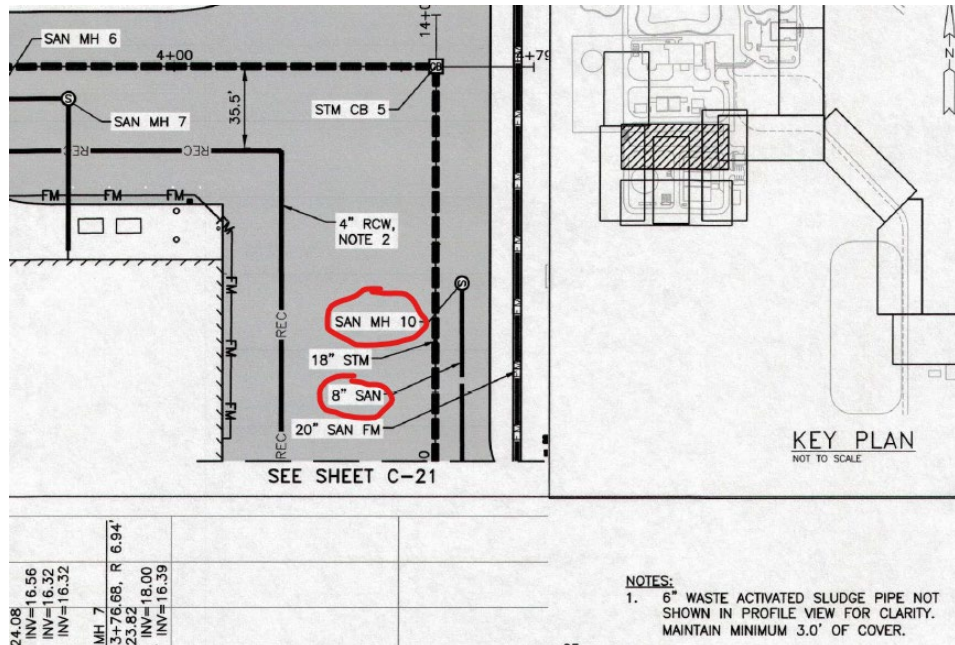 SAN MH 6
4+00
14+0
+79
N
CB
S
SAN MH 7
35.5'
STM CB 5
REC
REC
FM
FM
FM
FM
4" RCW,
NOTE 2
FM
S
REC
SAN MH 10
18" STM
FM
8" SAN
20" SAN FM
FM
REC
0
SEE SHEET C-21
KEY PLAN
NOT TO SCALE
24.08
INV=16.56
INV=16.32
INV=16.32
MH 7
3+76.68, R 6.94'
23.82
INV=18.00
INV=16.39
NOTES:
1. 6" WASTE ACTIVATED SLUDGE PIPE NOT
SHOWN IN PROFILE VIEW FOR CLARITY.
MAINTAIN MINIMUM 3.0' OF COVER.